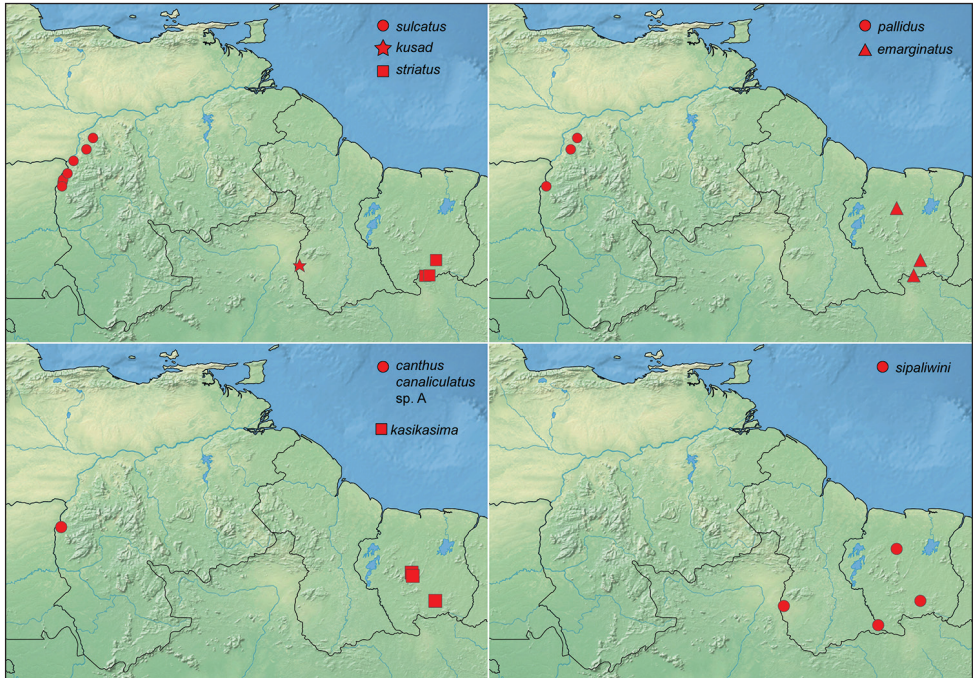 sulcatus
kusad
striatus
pallidus
emarginatus
canthus
canaliculatus
sp. A
kasikasima
sipaliwini